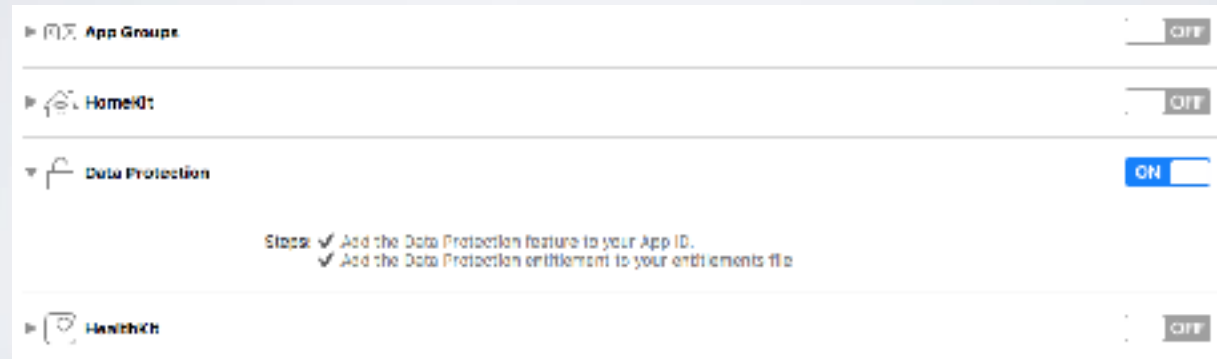 App Groups OFF
HomeKit OFF
Data Protection ON
Steps: ✔ Add the Data Protection feature to your App ID.
✔ Add the Data Protection entitlement to your entitlements file
HealthKit OFF